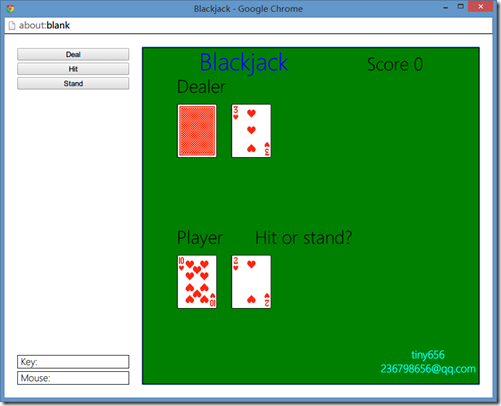 Blackjack - Google Chrome
about:blank
Deal
Hit
Stand
Blackjack
Score 0
Dealer
3
3
Player
Hit or stand?
10
10
2
2
Key:
Mouse:
tiny656
236798656@qq.com